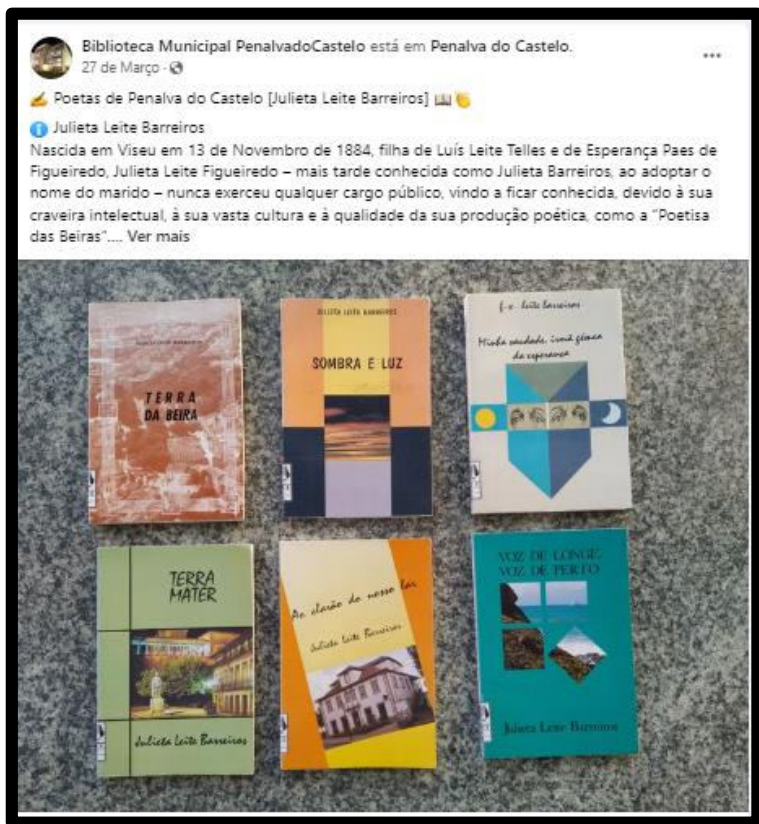 Biblioteca Municipal PenalvadoCastelo está em Penalva do Castelo.
27 de Março ·
Poetas de Penalva do Castelo [Julieta Leite Barreiros]
Julieta Leite Barreiros
Nascida em Viseu em 13 de Novembro de 1884, filha de Luís Leite Telles e de Esperança Paes de
Figueiredo, Julieta Leite Figueiredo – mais tarde conhecida como Julieta Barreiros, ao adoptar o
nome do marido – nunca exerceu qualquer cargo público, vindo a ficar conhecida, devido à sua
craveira intelectual, à sua vasta cultura e à qualidade da sua produção poética, como a "Poetisa
das Beiras".... Ver mais
TERRA
DA BEIRA
JULIETA LEITE BARREIROS
SOMBRA E LUZ
leite barreiros
Minha saudade, irmã gémea
da esperança
TERRA
MATER
Julieta Leite Barreiros
Ao clarão do nosso lar
Julieta Leite Barreiros
VOZ DE LONGE,
VOZ DE PERTO
Julieta Leite Barreiros